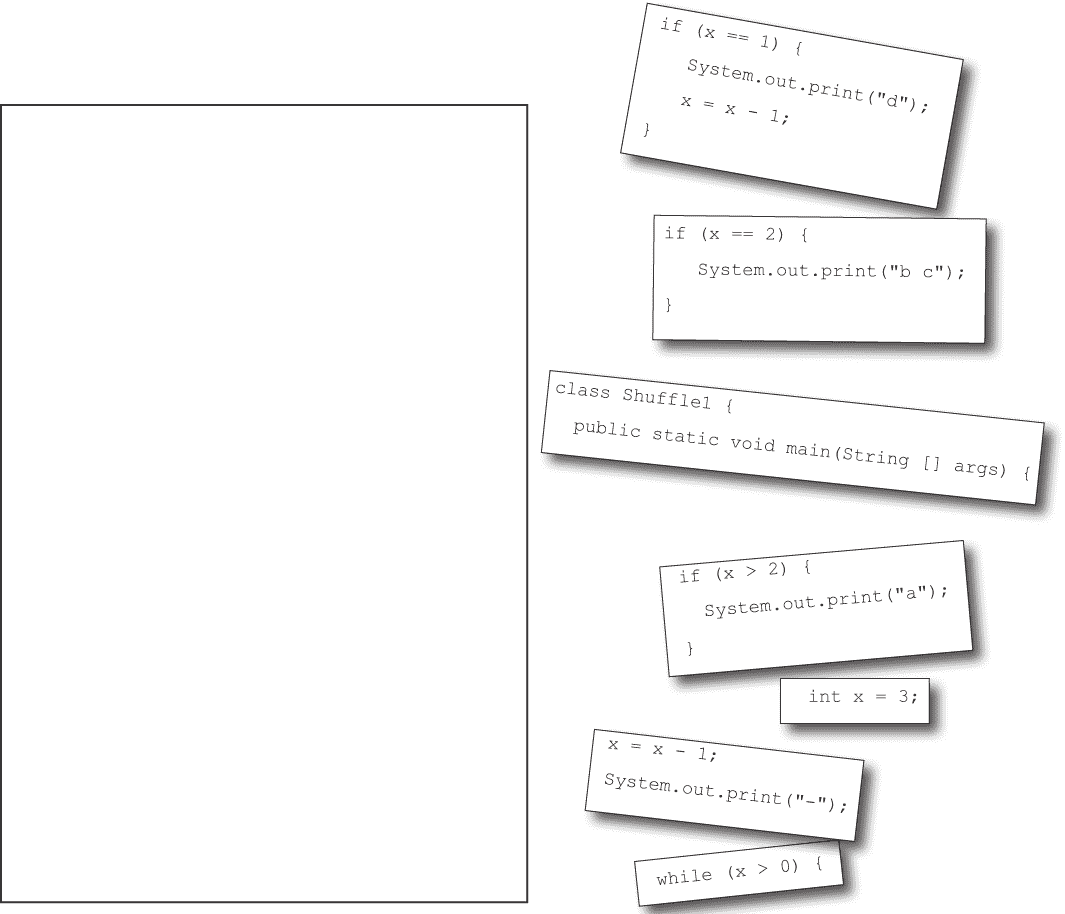 if (x == 1) {
System.out.print("d");
x = x - 1;
}
if (x == 2) {
System.out.print("b c");
}
class Shuffle1 {
public static void main(String [] args) {
if (x > 2) {
System.out.print("a");
}
int x = 3;
x = x - 1;
System.out.print("-");
while (x > 0) {